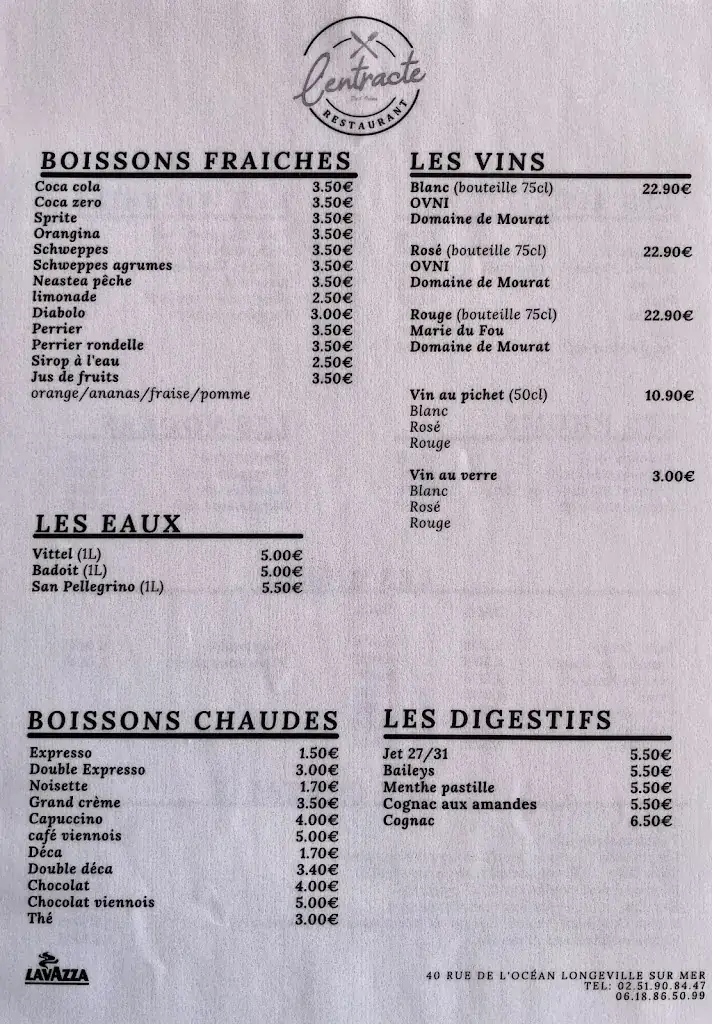 Lentracte
RESTAURANT
BOISSONS FRAICHES
Coca cola 3.50€
Coca zero 3.50€
Sprite 3.50€
Orangina 3.50€
Schweppes 3.50€
Schweppes agrumes 3.50€
Neastea pêche 3.50€
limonade 2.50€
Diabolo 3.00€
Perrier 3.50€
Perrier rondelle 3.50€
Sirop à l'eau 2.50€
Jus de fruits 3.50€
orange/ananas/fraise/pomme
LES EAUX
Vittel (1L) 5.00€
Badoit (1L) 5.00€
San Pellegrino (1L) 5.50€
LES VINS
Blanc (bouteille 75cl) 22.90€
OVNI
Domaine de Mourat
Rosé (bouteille 75cl) 22.90€
OVNI
Domaine de Mourat
Rouge (bouteille 75cl) 22.90€
Marie du Fou
Domaine de Mourat
Vin au pichet (50cl) 10.90€
Blanc
Rosé
Rouge
Vin au verre 3.00€
Blanc
Rosé
Rouge
BOISSONS CHAUDES
Expresso 1.50€
Double Expresso 3.00€
Noisette 1.70€
Grand crème 3.50€
Capuccino 4.00€
café viennois 5.00€
Déca 1.70€
Double déca 3.40€
Chocolat 4.00€
Chocolat viennois 5.00€
Thé 3.00€
LES DIGESTIFS
Jet 27/31 5.50€
Baileys 5.50€
Menthe pastille 5.50€
Cognac aux amandes 5.50€
Cognac 6.50€
LAVAZZA
40 RUE DE L'OCÉAN LONGEVILLE SUR MER
TEL: 02.51.90.84.47
06.18.86.50.99